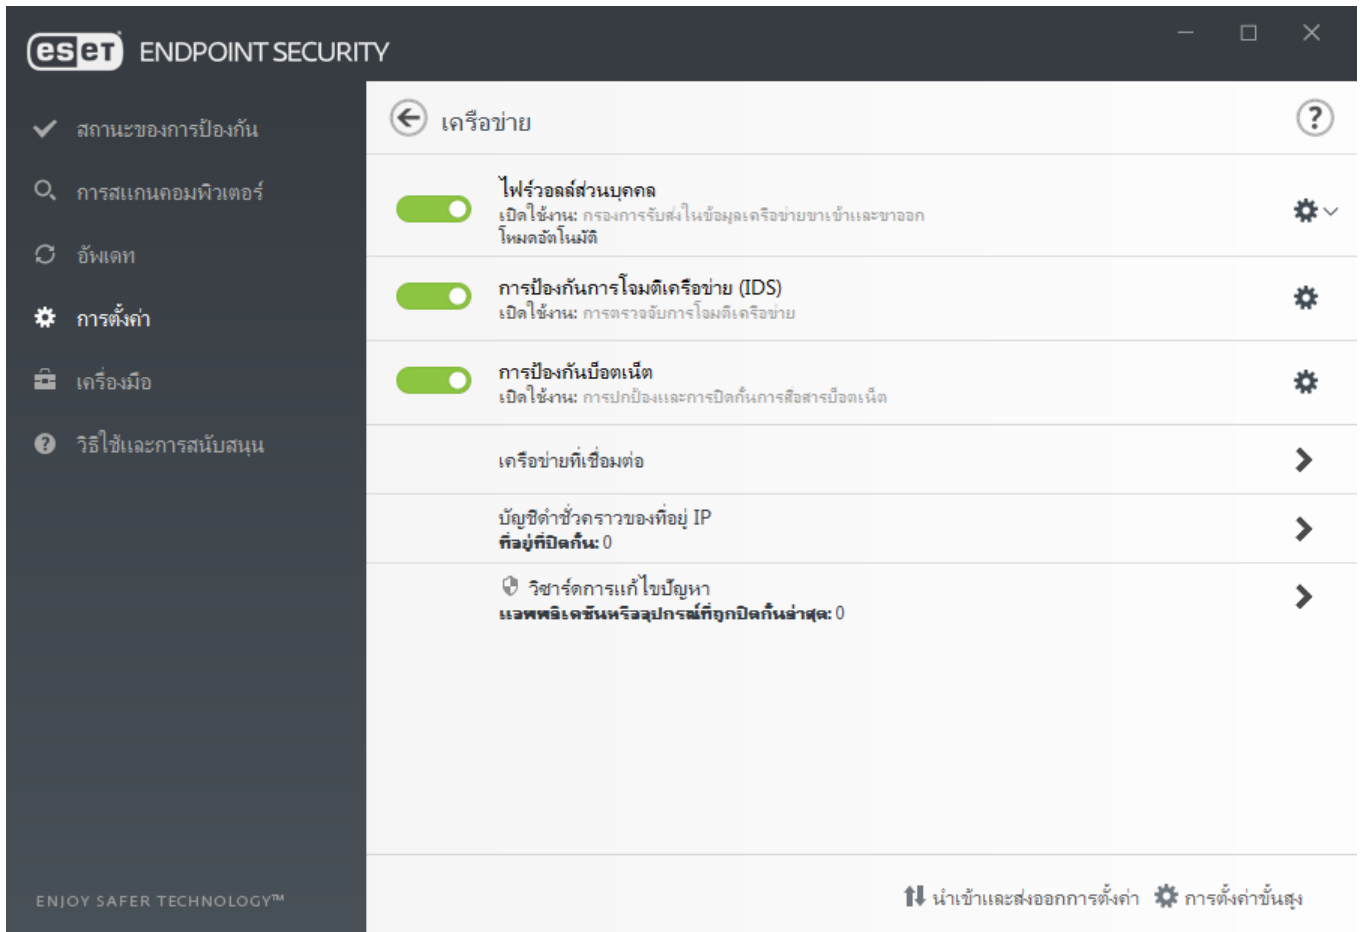 eset ENDPOINT SECURITY
สถานะของการป้องกัน
การสแกนคอมพิวเตอร์
อัพเดท
การตั้งค่า
เครื่องมือ
วิธีใช้และการสนับสนุน
ENJOY SAFER TECHNOLOGY™
เครือข่าย
ไฟร์วอลล์ส่วนบุคคล
เปิดใช้งาน: กรองการรับส่งในข้อมูลเครือข่ายขาเข้าและขาออก
โหมดอัตโนมัติ
การป้องกันการโจมตีเครือข่าย (IDS)
เปิดใช้งาน: การตรวจจับการโจมตีเครือข่าย
การป้องกันบ็อตเน็ต
เปิดใช้งาน: การปกป้องและการปิดกั้นการสื่อสารบ็อตเน็ต
เครือข่ายที่เชื่อมต่อ
บัญชีดำชั่วคราวของที่อยู่ IP
ที่อยู่ที่ปิดกั้น: 0
วิซาร์ดการแก้ไขปัญหา
แอพพลิเคชันหรืออุปกรณ์ที่ถูกปิดกั้นล่าสุด: 0
นำเข้าและส่งออกการตั้งค่า
การตั้งค่าขั้นสูง